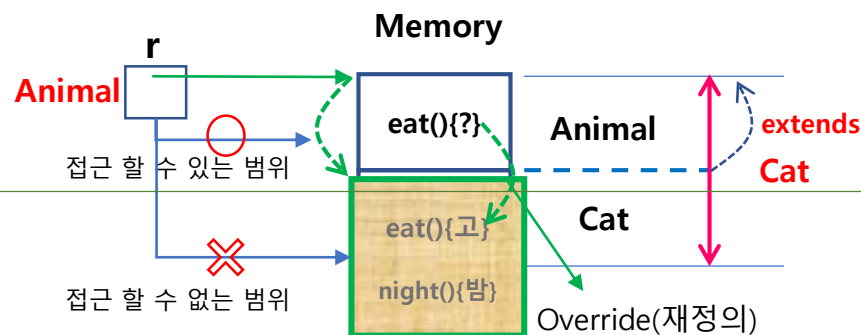 Memory
r
Animal
eat(){?}
Animal
extends
접근 할 수 있는 범위
Cat
eat(){고}
Cat
night(){밤}
접근 할 수 없는 범위
Override(재정의)